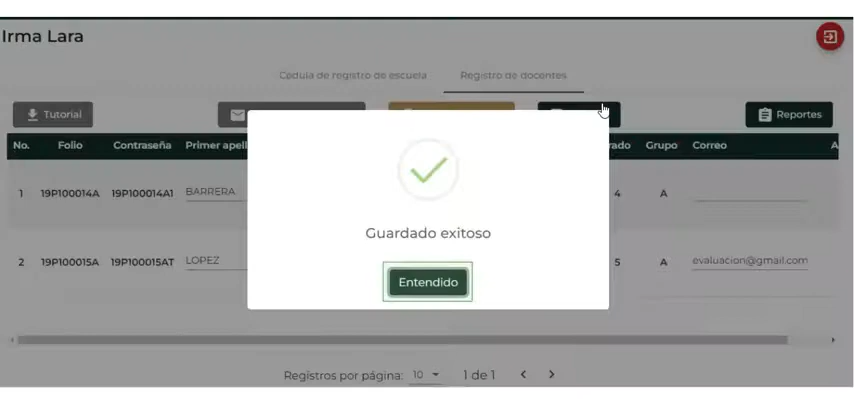 Irma Lara
Cedula de registro de escuela Registro de docentes
Tutorial Reportes
No. Folio Contraseña Primer apell rado Grupo Correo A
1 19P100014A 19P100014A1 BARRERA 4 A
Guardado exitoso
2 19P100015A 19P100015AT LOPEZ 5 A evaluacion@gmail.com
Entendido
Registros por página: 10 1 de 1